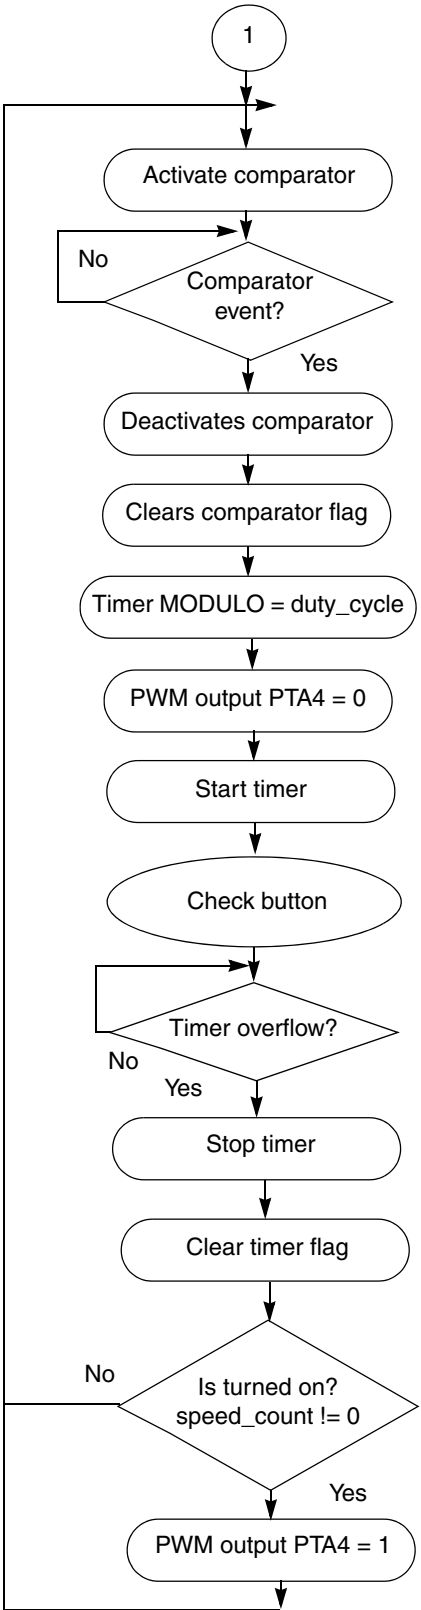 1
Activate comparator
No
Comparator
event?
Yes
Deactivates comparator
Clears comparator flag
Timer MODULO = duty_cycle
PWM output PTA4 = 0
Start timer
Check button
Timer overflow?
No
Yes
Stop timer
Clear timer flag
No
Is turned on?
speed_count != 0
Yes
PWM output PTA4 = 1